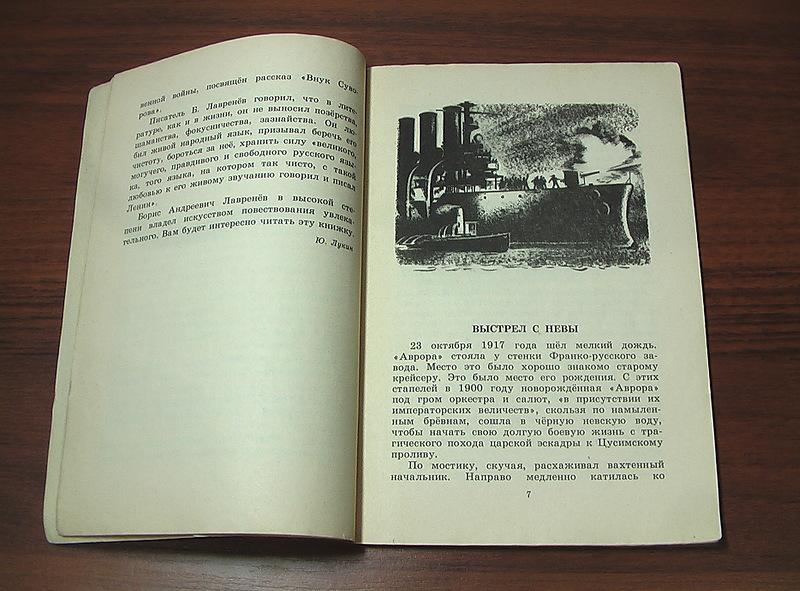 венной войны, посвящён рассказ «Внук Суво-
рова».
Писатель Б. Лавренёв говорил, что в лите-
ратуре, как и в жизни, он не выносил позёрства,
шаманства, фокусничества, зазнайства. Он лю-
бил живой народный язык, призывал беречь его
чистоту, бороться за неё, хранить силу «великого,
могучего, правдивого и свободного русского язы-
ка, того языка, на котором так чисто, с такой
любовью к его живому звучанию говорил и писал
Ленин».
Борис Андреевич Лавренёв в высокой сте-
пени владел искусством повествования увлека-
тельного. Вам будет интересно читать эту книжку.
Ю. Лукин
ВЫСТРЕЛ С НЕВЫ
23 октября 1917 года шёл мелкий дождь.
«Аврора» стояла у стенки Франко-русского за-
вода. Место это было хорошо знакомо старому
крейсеру. Это было место его рождения. С этих
стапелей в 1900 году новорождённая «Аврора»
под гром оркестра и салют, «в присутствии их
императорских величеств», скользя по намылен-
ным брёвнам, сошла в чёрную невскую воду,
чтобы начать свою долгую боевую жизнь с тра-
гического похода царской эскадры к Цусимскому
проливу.
По мостику, скучая, расхаживал вахтенный
начальник. Направо медленно катилась ко
7